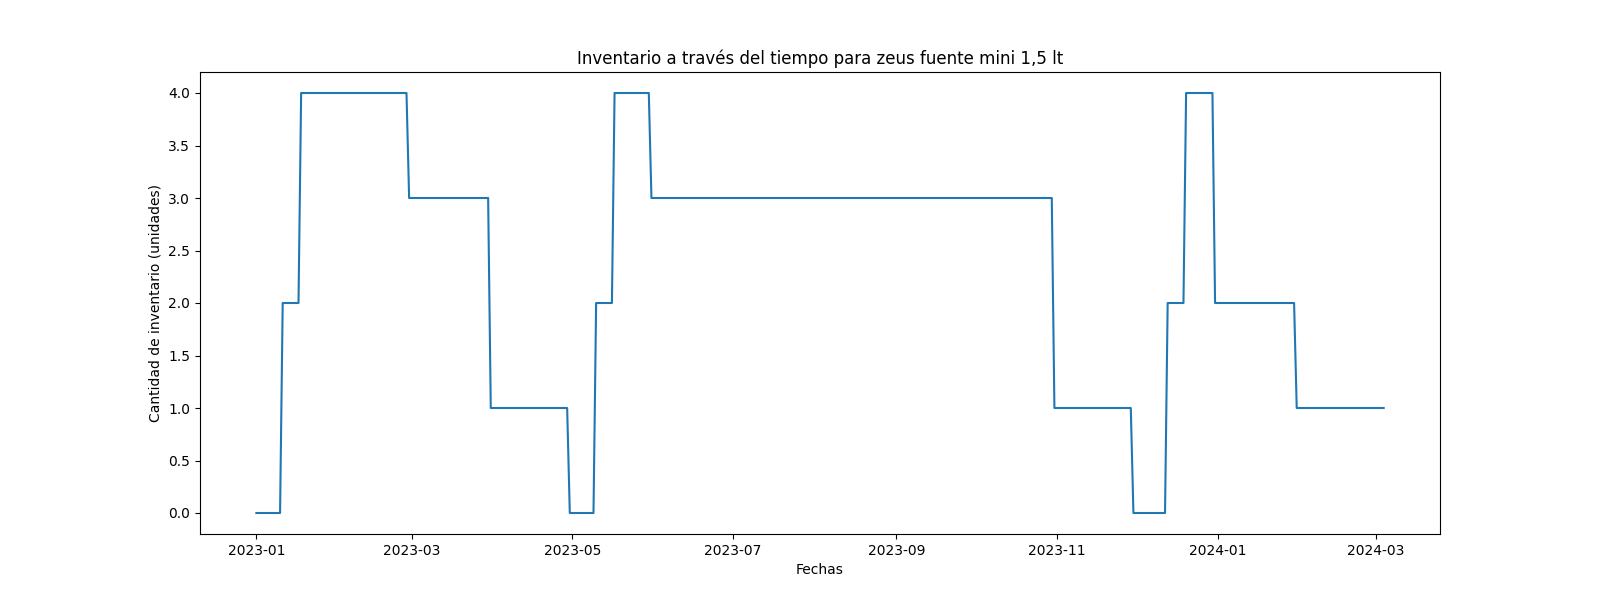 Inventario a través del tiempo para zeus fuente mini 1,5 lt
Cantidad de inventario (unidades)
4.0
3.5
3.0
2.5
2.0
1.5
1.0
0.5
0.0
2023-01 2023-03 2023-05 2023-07 2023-09 2023-11 2024-01 2024-03
Fechas